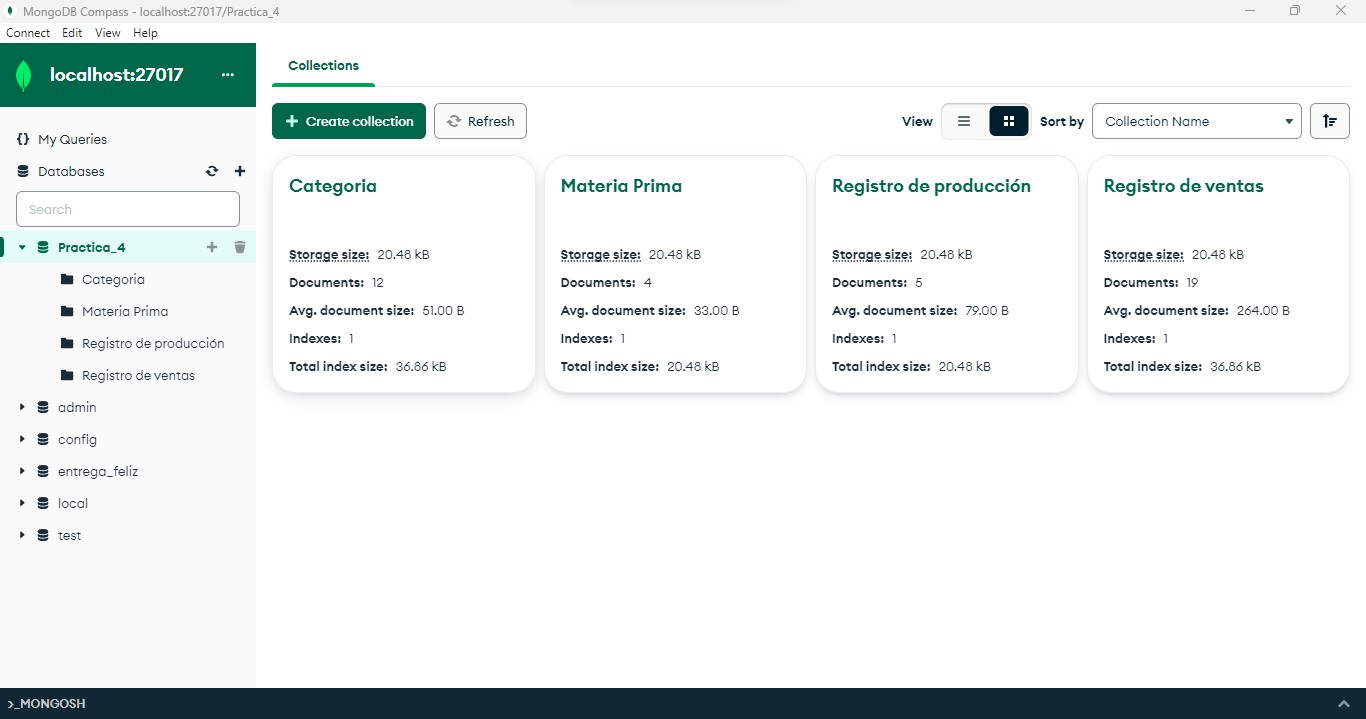 MongoDB Compass - localhost:27017/Practica_4
Connect Edit View Help
localhost:27017 ...
{} My Queries
Databases
Search
Practica_4
Categoria
Materia Prima
Registro de producción
Registro de ventas
admin
config
entrega_feliz
local
test
Collections
+ Create collection
Refresh
View
Sort by
Collection Name
Categoria
Storage size: 20.48 kB
Documents: 12
Avg. document size: 51.00 B
Indexes: 1
Total index size: 36.86 kB
Materia Prima
Storage size: 20.48 kB
Documents: 4
Avg. document size: 33.00 B
Indexes: 1
Total index size: 20.48 kB
Registro de producción
Storage size: 20.48 kB
Documents: 5
Avg. document size: 79.00 B
Indexes: 1
Total index size: 20.48 kB
Registro de ventas
Storage size: 20.48 kB
Documents: 19
Avg. document size: 264.00 B
Indexes: 1
Total index size: 36.86 kB
>_MONGOSH